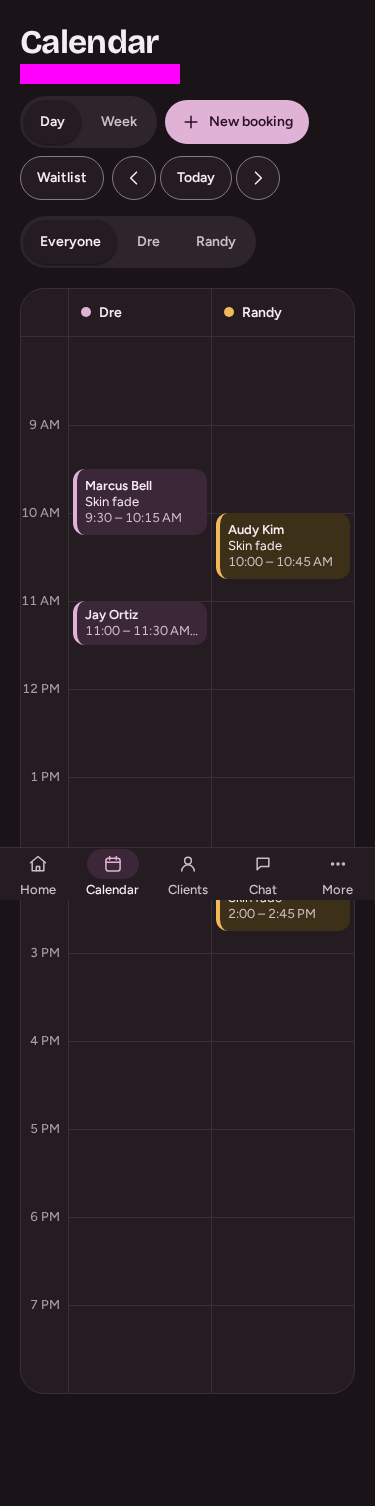 Calendar
Day
Week
New booking
Waitlist
Today
Everyone
Dre
Randy
Dre
Randy
9 AM
Marcus Bell
Skin fade
9:30 – 10:15 AM
10 AM
Audy Kim
Skin fade
10:00 – 10:45 AM
11 AM
Jay Ortiz
11:00 – 11:30 AM...
12 PM
1 PM
Home
Calendar
Clients
Chat
More
Skin fade
2:00 – 2:45 PM
3 PM
4 PM
5 PM
6 PM
7 PM